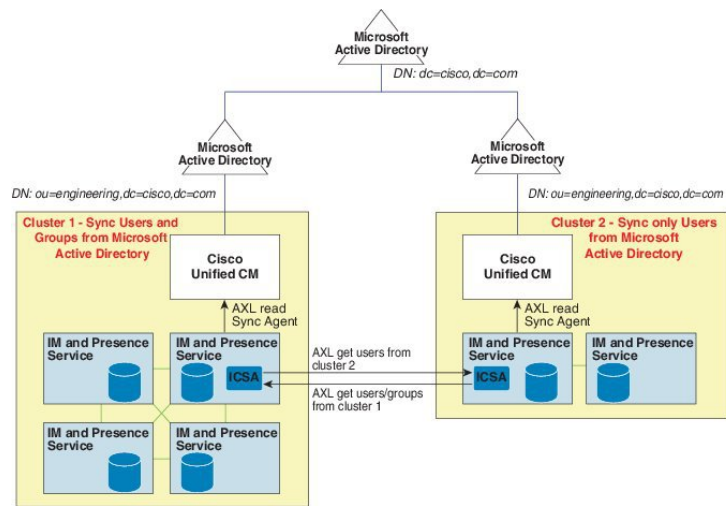 Microsoft
Active Directory
DN: dc=cisco,dc=com
Microsoft
Active Directory
DN: ou=engineering,dc=cisco,dc=com
Microsoft
Active Directory
DN: ou=engineering,dc=cisco,dc=com
Cluster 1 - Sync Users and
Groups from Microsoft
Active Directory
Cisco
Unified CM
AXL read
Sync Agent
IM and Presence
Service
IM and Presence
Service
ICSA
IM and Presence
Service
IM and Presence
Service
AXL get users from
cluster 2
AXL get users/groups
from cluster 1
Cluster 2 - Sync only Users
from Microsoft
Active Directory
Cisco
Unified CM
AXL read
Sync Agent
IM and Presence
Service
ICSA
IM and Presence
Service